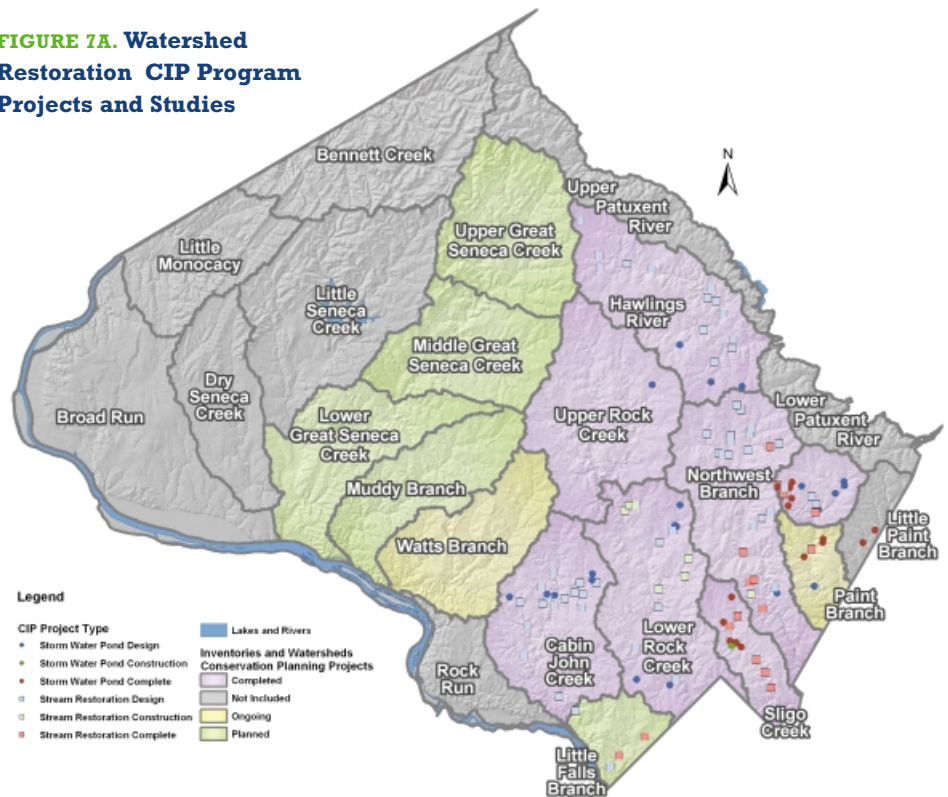 FIGURE 7A. Watershed
Restoration CIP Program
Projects and Studies
N
Bennett Creek
Upper
Patuxent
River
Upper Great
Seneca Creek
Little
Monocacy
Little
Seneca
Creek
Hawlings
River
Middle Great
Seneca Creek
Dry
Seneca
Creek
Broad Run
Lower
Great Seneca
Creek
Upper Rock
Creek
Lower
Patuxent
River
Muddy Branch
Northwest
Branch
Watts Branch
Little
Paint
Branch
Paint
Branch
Rock
Run
Cabin
John
Creek
Lower
Rock
Creek
Sligo
Creek
Little
Falls
Branch
Legend
CIP Project Type
Storm Water Pond Design
Storm Water Pond Construction
Storm Water Pond Complete
Stream Restoration Design
Stream Restoration Construction
Stream Restoration Complete
Lakes and Rivers
Inventories and Watersheds
Conservation Planning Projects
Completed
Not Included
Ongoing
Planned